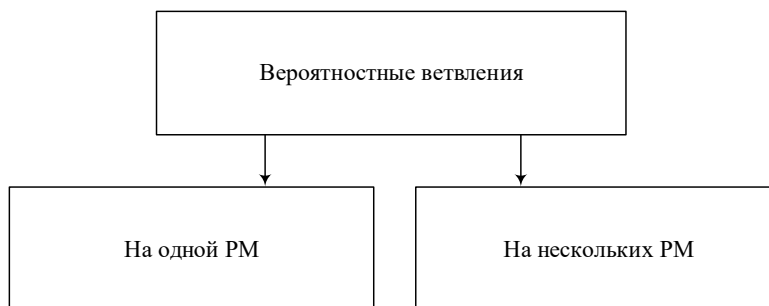 Вероятностные ветвления
На одной РМ
На нескольких РМ